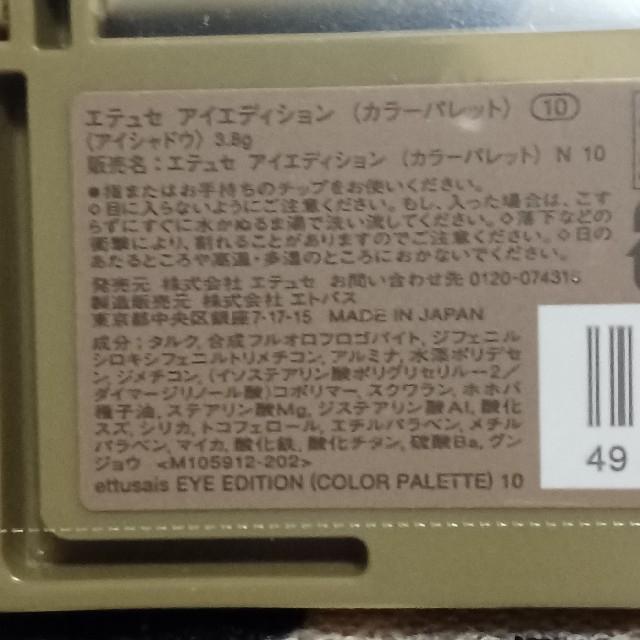 エテュセ アイエディション (カラーパレット) 10
(アイシャドウ) 3.8g
販売名:エテュセ アイエディション (カラーパレット) N 10
●指またはお手持ちのチップをお使いください。
◇目に入らないようにご注意ください。もし、入った場合は、こす
らずにすぐに水かぬるま湯で洗い流してください。◇落下などの
衝撃により、割れることがありますのでご注意ください。◇日の
あたるところや高温・多湿のところにおかないでください。
発売元 株式会社 エテュセ お問い合わせ先 0120-074316
製造販売元 株式会社 エトバス
東京都中央区銀座7-17-15 MADE IN JAPAN
成分:タルク, 合成フルオロフロゴパイト, ジフェニル
シロキシフェニルトリメチコン, アルミナ, 水添ポリデセ
ン, ジメチコン, (イソステアリン酸ポリグリセリル-2/
ダイマージリノール酸)コポリマー, スクワラン, ホホバ
種子油, ステアリン酸Mg, ジステアリン酸Al, 酸化
スズ, シリカ, トコフェロール, エチルパラベン, メチル
パラベン, マイカ, 酸化鉄, 酸化チタン, 硫酸Ba, グン
ジョウ <M105912-202>
ettusais EYE EDITION (COLOR PALETTE) 10
49